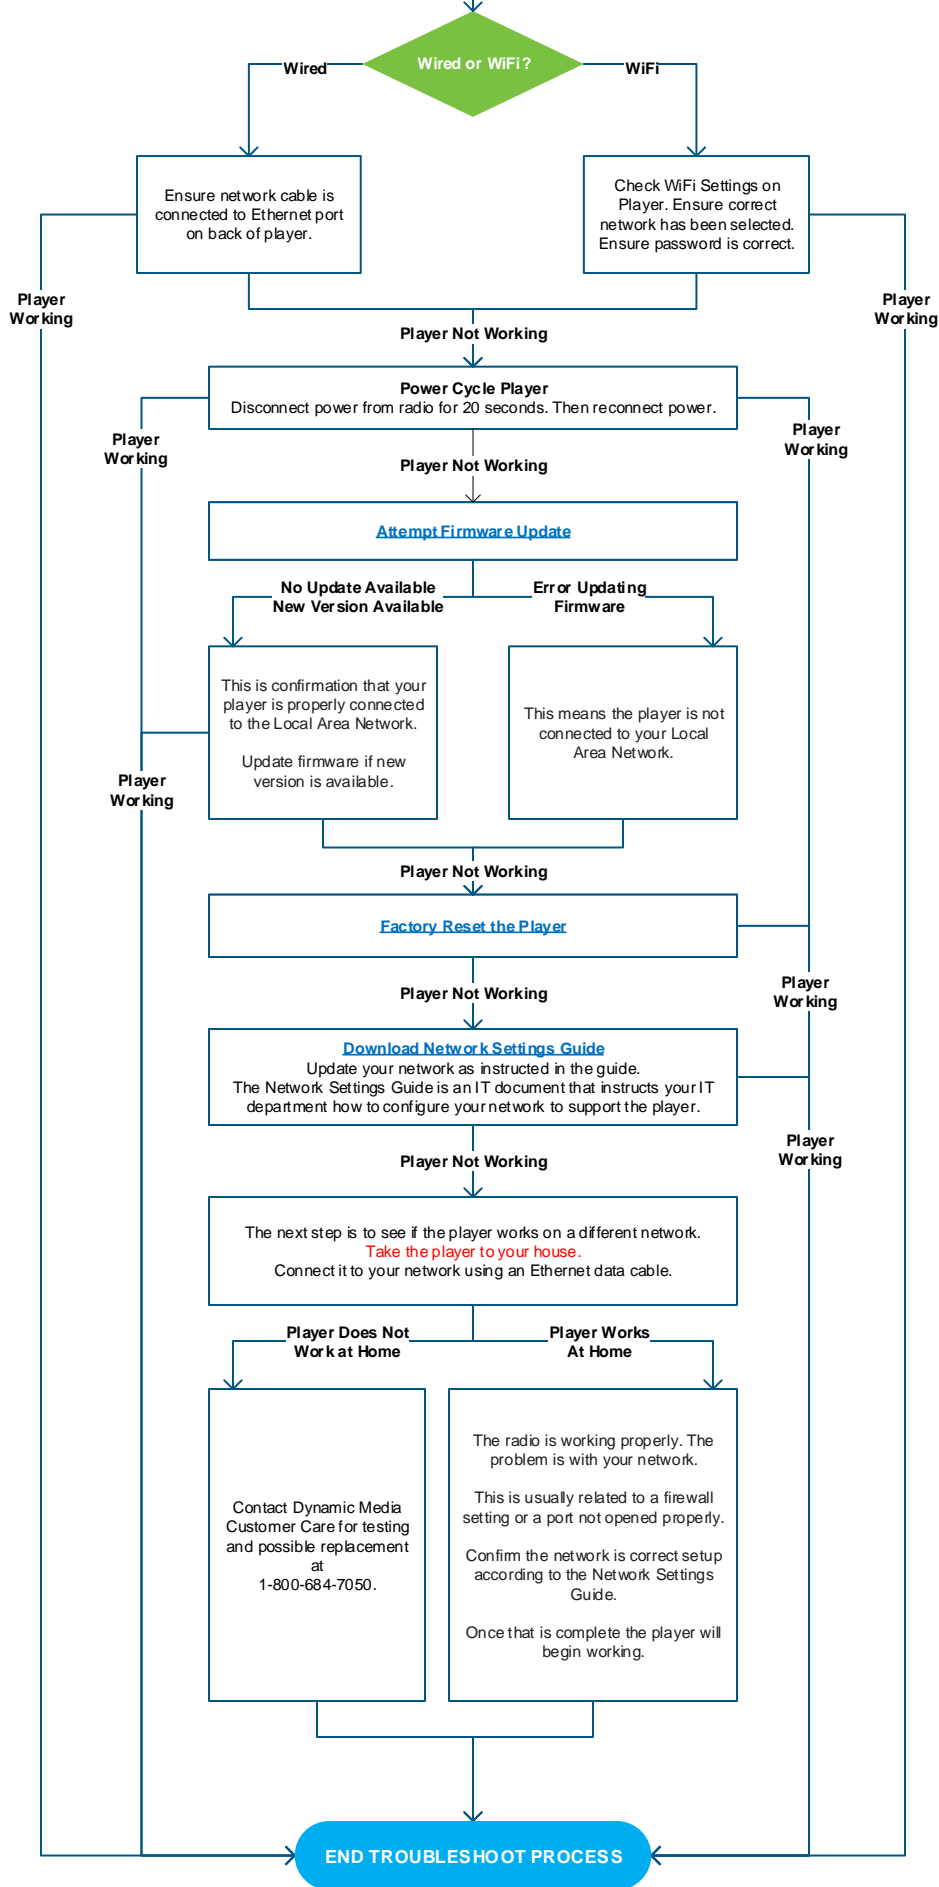 Wired or WiFi?
Wired
WiFi
Ensure network cable is
connected to Ethernet port
on back of player.
Check WiFi Settings on
Player. Ensure correct
network has been selected.
Ensure password is correct.
Player
Working
Player
Working
Player Not Working
Power Cycle Player
Disconnect power from radio for 20 seconds. Then reconnect power.
Player
Working
Player
Working
Player Not Working
Attempt Firmware Update
No Update Available
New Version Available
Error Updating
Firmware
This is confirmation that your
player is properly connected
to the Local Area Network.
Update firmware if new
version is available.
This means the player is not
connected to your Local
Area Network.
Player
Working
Player Not Working
Factory Reset the Player
Player Not Working
Player
Working
Download Network Settings Guide
Update your network as instructed in the guide.
The Network Settings Guide is an IT document that instructs your IT
department how to configure your network to support the player.
Player Not Working
Player
Working
The next step is to see if the player works on a different network.
Take the player to your house.
Connect it to your network using an Ethernet data cable.
Player Does Not
Work at Home
Player Works
At Home
Contact Dynamic Media
Customer Care for testing
and possible replacement
at
1-800-684-7050.
The radio is working properly. The
problem is with your network.
This is usually related to a firewall
setting or a port not opened properly.
Confirm the network is correct setup
according to the Network Settings
Guide.
Once that is complete the player will
begin working.
END TROUBLESHOOT PROCESS